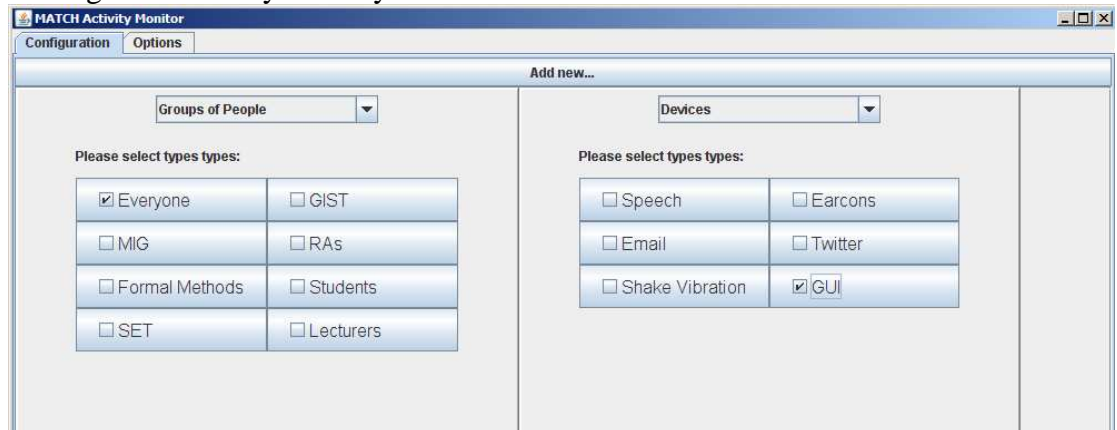 MATCH Activity Monitor
Configuration Options
Add new...
Groups of People
Devices
Please select types types:
Please select types types:
Everyone GIST
Speech Earcons
MIG RAs
Email Twitter
Formal Methods Students
Shake Vibration GUI
SET Lecturers